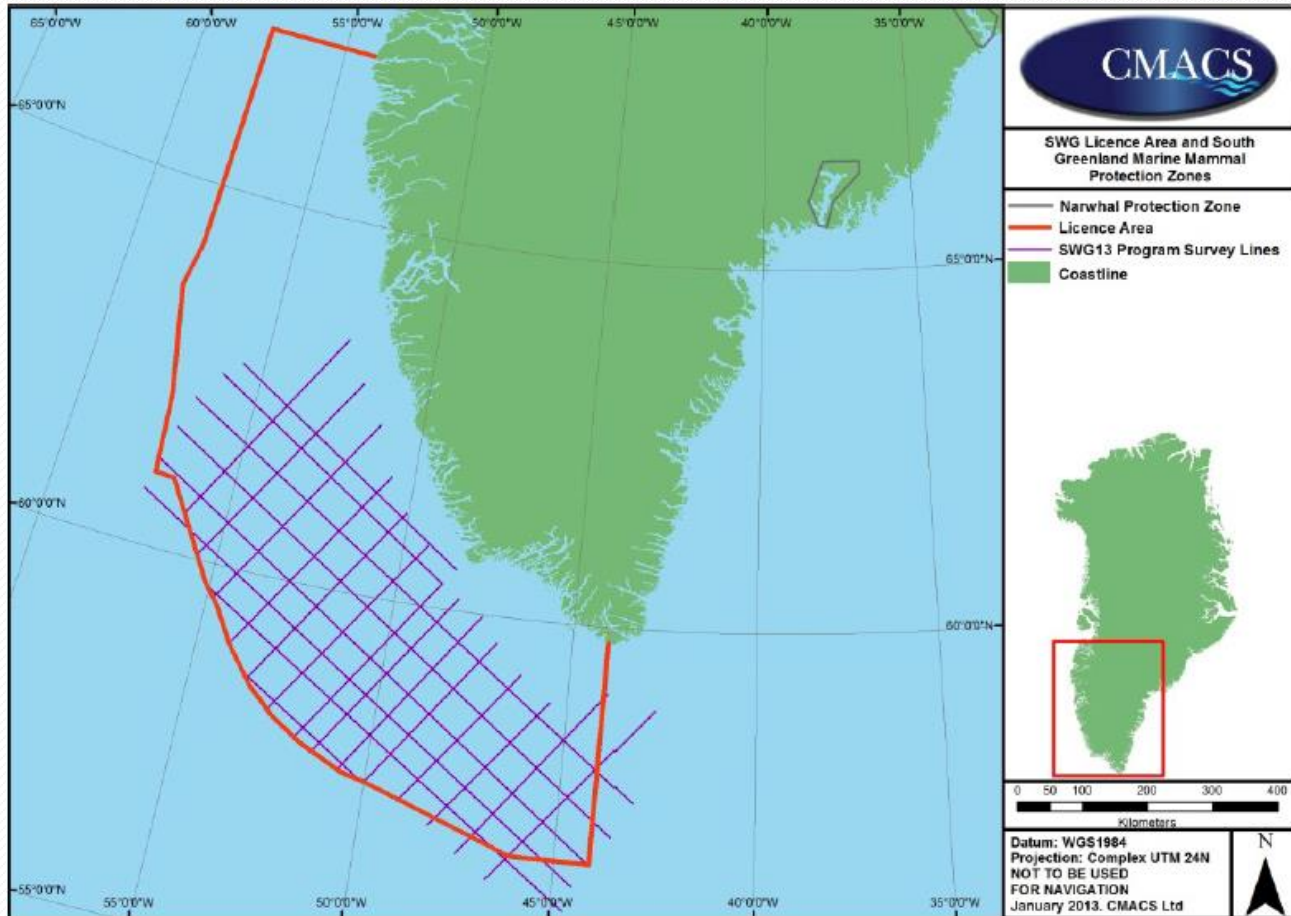 65°0'0"W 60°0'0"W 55°0'0"W 50°0'0"W 45°0'0"W 40°0'0"W 35°0'0"W
65°0'0"N
60°0'0"N
55°0'0"N
65°0'0"N
60°0'0"N
55°0'0"W 50°0'0"W 45°0'0"W 40°0'0"W 35°0'0"W
CMACS
SWG Licence Area and South
Greenland Marine Mammal
Protection Zones
Narwhal Protection Zone
Licence Area
SWG13 Program Survey Lines
Coastline
0 50 100 200 300 400
Kilometers
Datum: WGS1984
Projection: Complex UTM 24N
NOT TO BE USED
FOR NAVIGATION
January 2013. CMACS Ltd
N